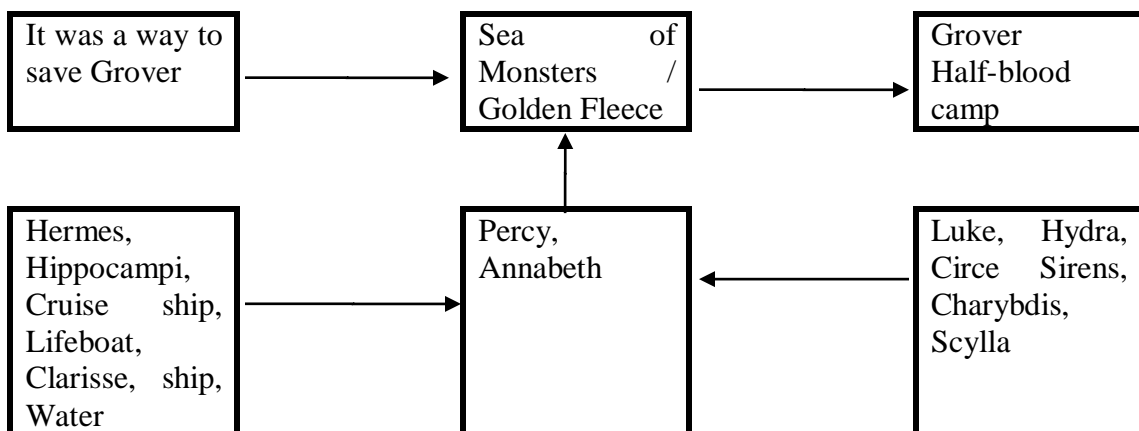 It was a way to
save Grover
Sea of
Monsters /
Golden Fleece
Grover
Half-blood
camp
Hermes,
Hippocampi,
Cruise ship,
Lifeboat,
Clarisse, ship,
Water
Percy,
Annabeth
Luke, Hydra,
Circe Sirens,
Charybdis,
Scylla